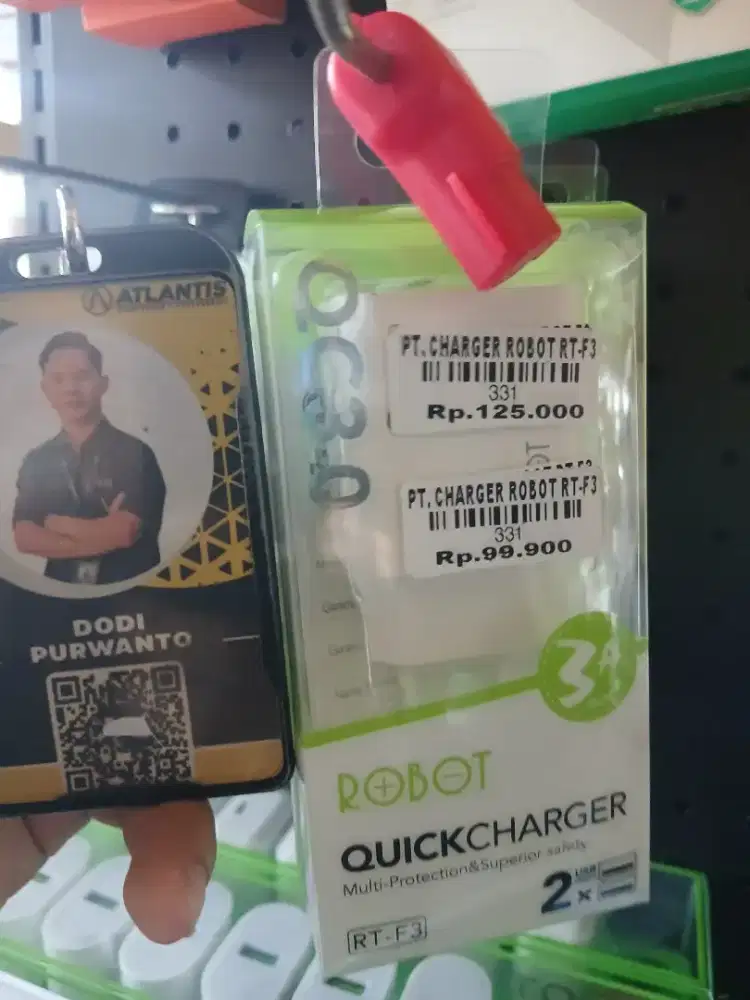 ATLANTIS
DODI
PURWANTO
QC3.0
PT. CHARGER ROBOT RT-F3
331
Rp.125.000
PT. CHARGER ROBOT RT-F3
331
Rp.99.900
3A
ROBOT
QUICKCHARGER
Multi-Protection&Superior safidy
2 USB
x
RT-F3